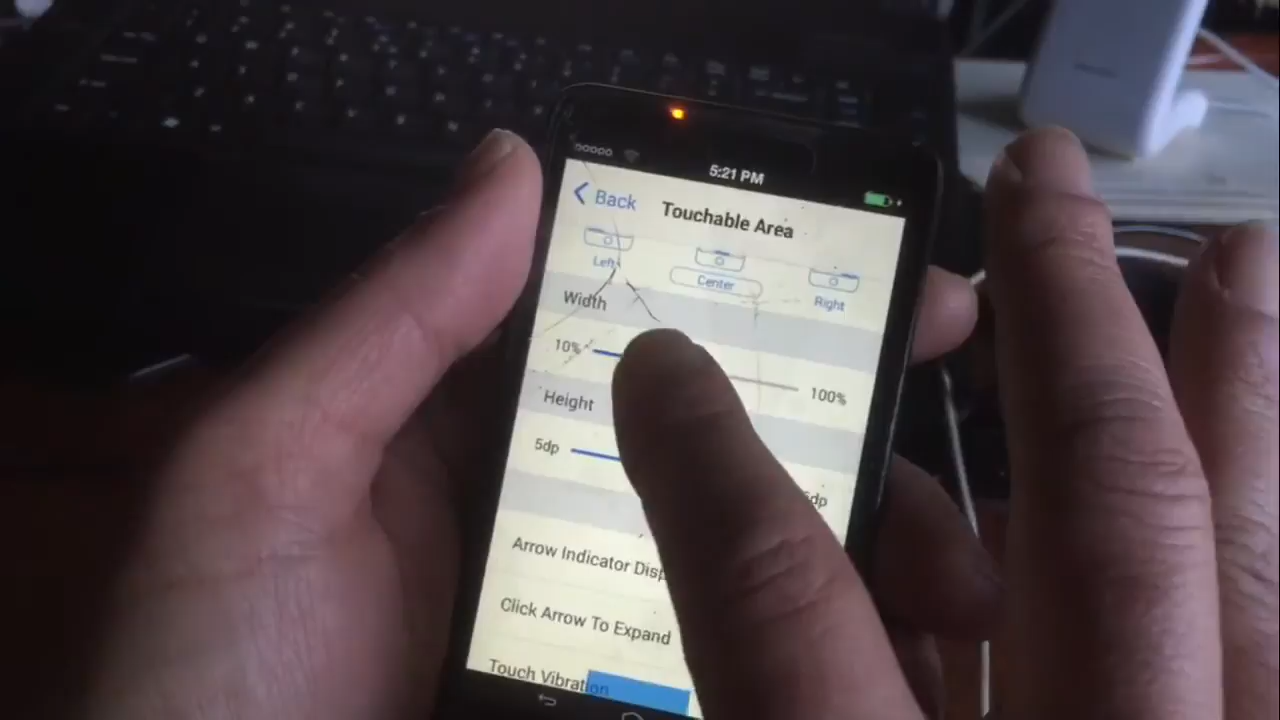 5:21 PM
Back
Touchable Area
Left
Center
Right
Width
10%
100%
Height
5dp
Arrow Indicator Disp
Click Arrow To Expand
Touch Vibration